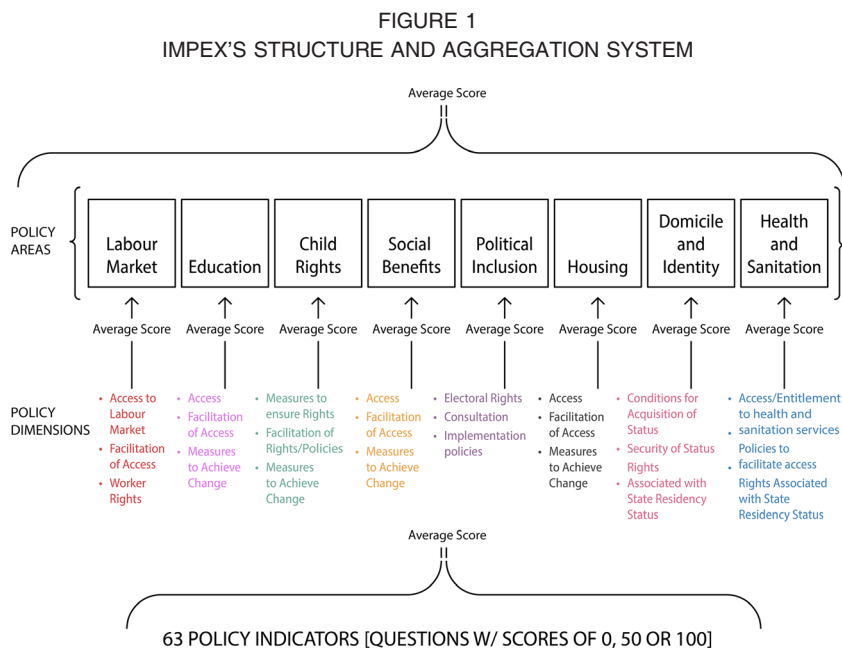 FIGURE 1
IMPEX'S STRUCTURE AND AGGREGATION SYSTEM
Average Score
POLICY
AREAS
Labour
Market
Education
Child
Rights
Social
Benefits
Political
Inclusion
Housing
Domicile
and
Identity
Health
and
Sanitation
Average Score
Average Score
Average Score
Average Score
Average Score
Average Score
Average Score
Average Score
POLICY
DIMENSIONS
• Access to
Labour
Market
• Facilitation
of Access
• Worker
Rights
• Access
• Facilitation
of Access
• Measures
to Achieve
Change
• Measures to
ensure Rights
• Facilitation of
Rights/Policies
• Measures
to Achieve
Change
• Access
• Facilitation
of Access
• Measures
to Achieve
Change
• Electoral Rights
• Consultation
• Implementation
policies
• Access
• Facilitation
of Access
• Measures to
Achieve
Change
• Conditions for
Acquisition of
Status
• Security of Status
Rights
• Associated with
State Residency
Status
• Access/Entitlement
to health and
sanitation services
Policies to
• facilitate access
• Rights Associated
with State
Residency Status
Average Score
63 POLICY INDICATORS [QUESTIONS W/ SCORES OF 0, 50 OR 100]